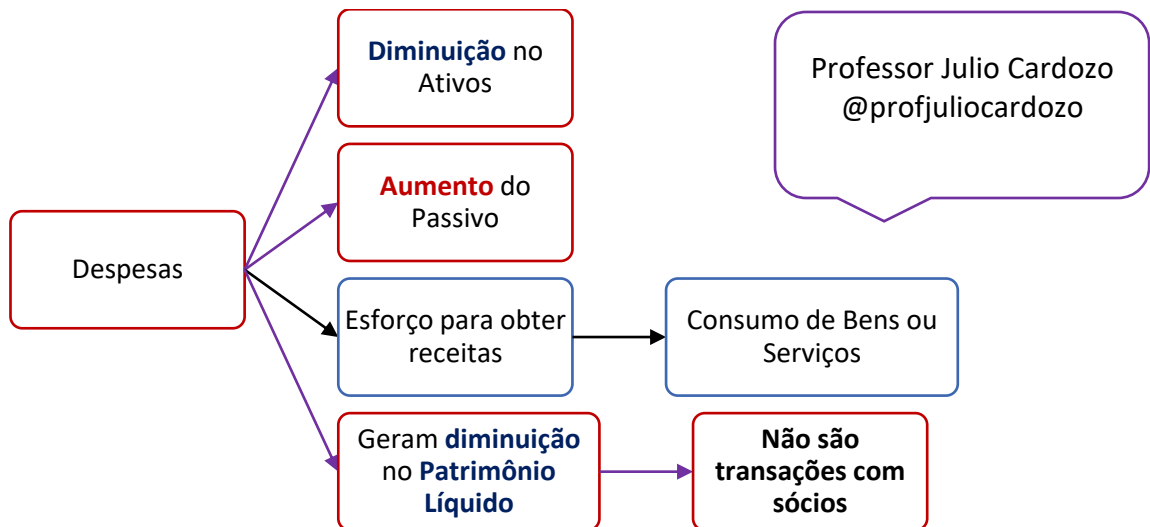 Diminuição no
Ativos
Professor Julio Cardozo
@profjuliocardozo
Aumento do
Passivo
Despesas
Esforço para obter
receitas
Consumo de Bens ou
Serviços
Geram diminuição
no Patrimônio
Líquido
Não são
transações com
sócios